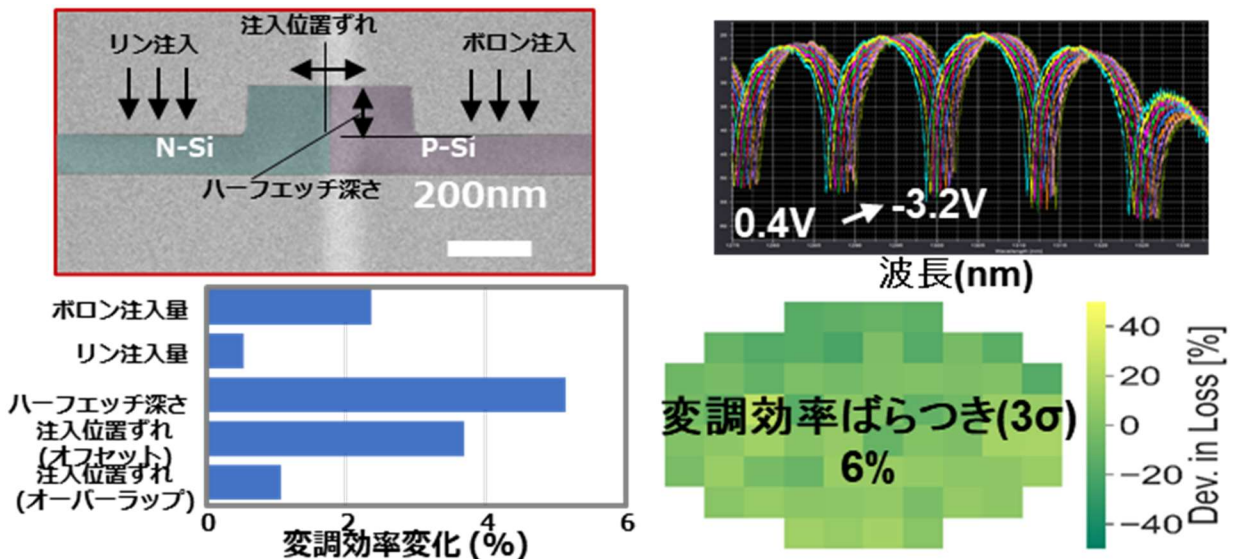 注入位置ずれ
リン注入
ボロン注入
N-Si
P-Si
ハーフエッチ深さ
200nm
0.4V
-3.2V
波長(nm)
ボロン注入量
リン注入量
ハーフエッチ深さ
注入位置ずれ
(オフセット)
注入位置ずれ
(オーバーラップ)
0
2
4
6
変調効率変化 (%)
変調効率ばらつき(3σ)
6%
40
20
0
−20
−40
Dev. in Loss [%]